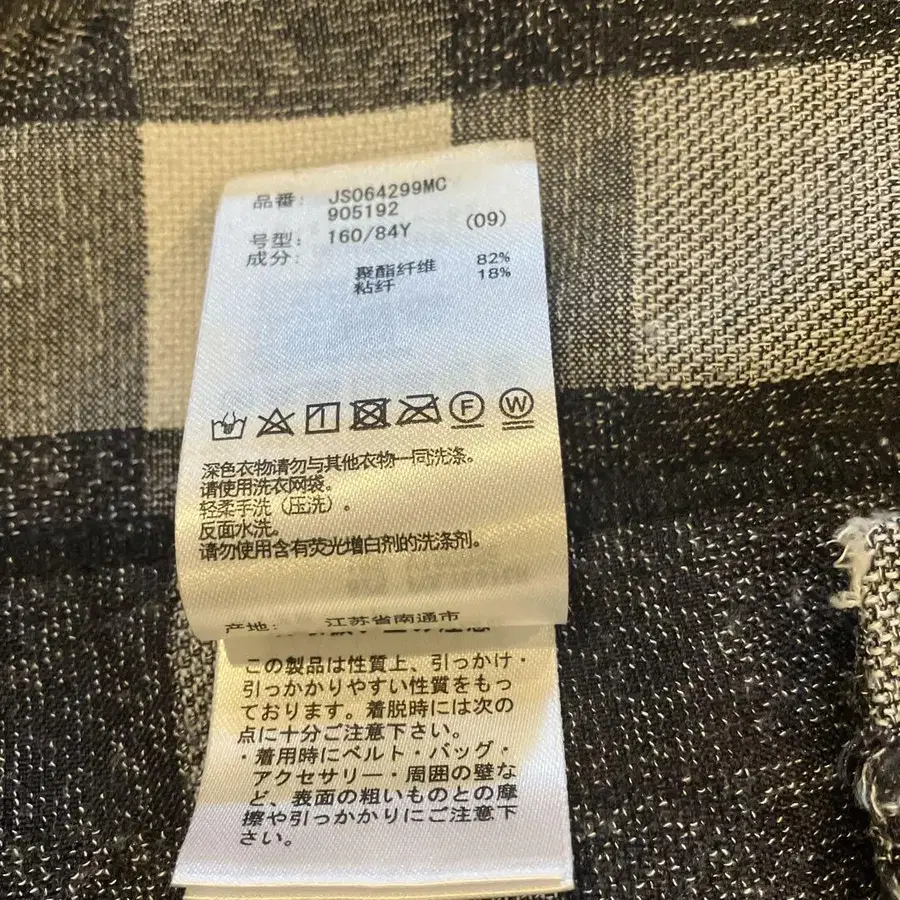 品番: JS064299MC
905192
号型: 160/84Y (09)
成分:
聚酯纤维 82%
粘纤 18%
F W
深色衣物请勿与其他衣物一同洗涤。
请使用洗衣网袋。
轻柔手洗（压洗）。
反面水洗。
请勿使用含有荧光增白剂的洗涤剂。
产地: 江苏省南通市
この製品は性質上、引っかけ・
引っかかりやすい性質をもっ
ております。着脱時には次の
点に十分ご注意下さい。
・着用時にベルト・バッグ・
アクセサリー・周囲の壁な
ど、表面の粗いものとの摩
擦や引っかかりにご注意下
さい。